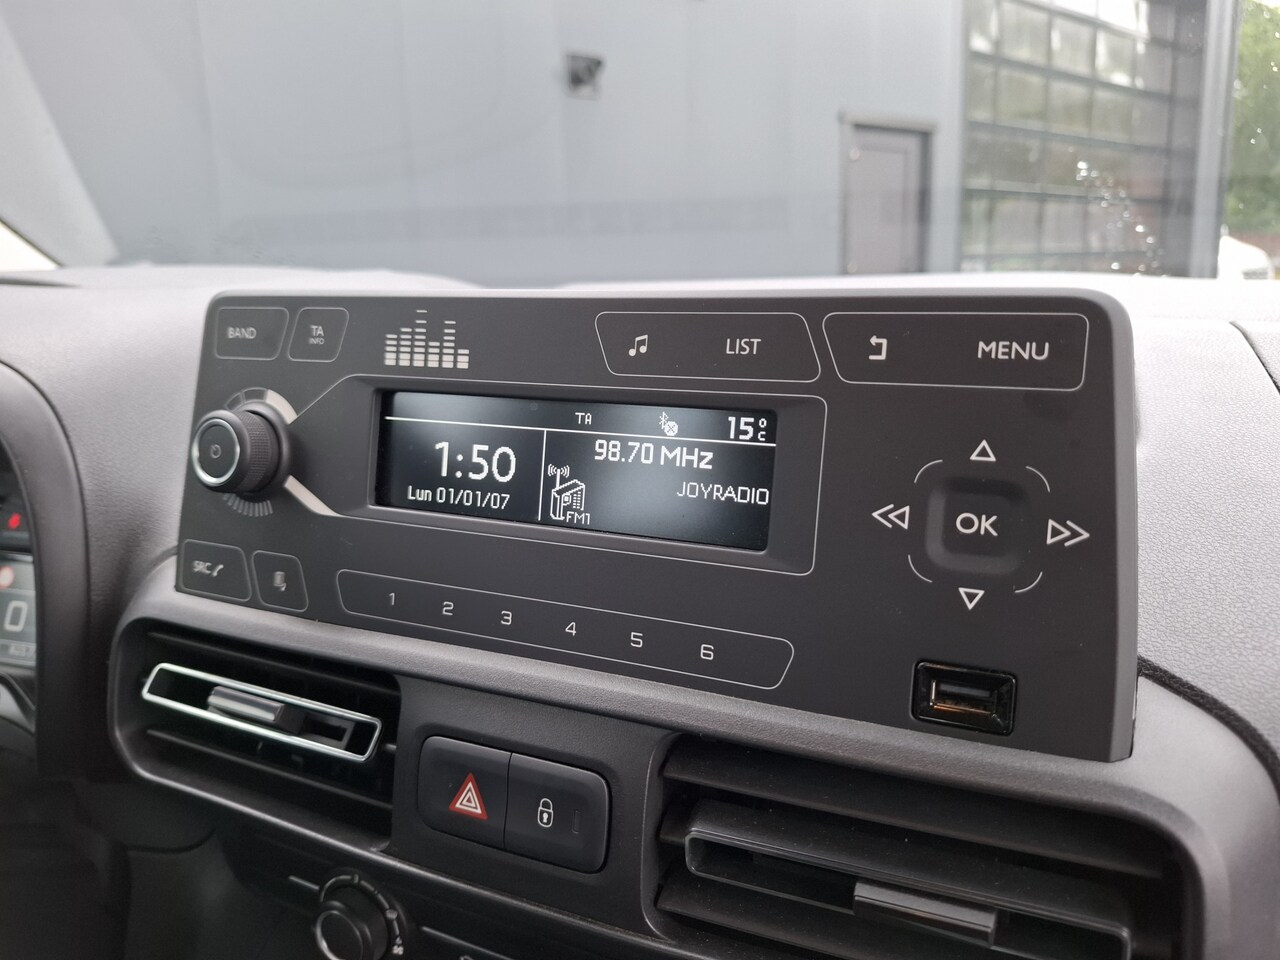 BAND
TA
INFO
LIST
MENU
TA
15°C
1:50
98.70 MHz
Lun 01/01/07
JOYRADIO
FM1
OK
SRC
1 2 3 4 5 6
0